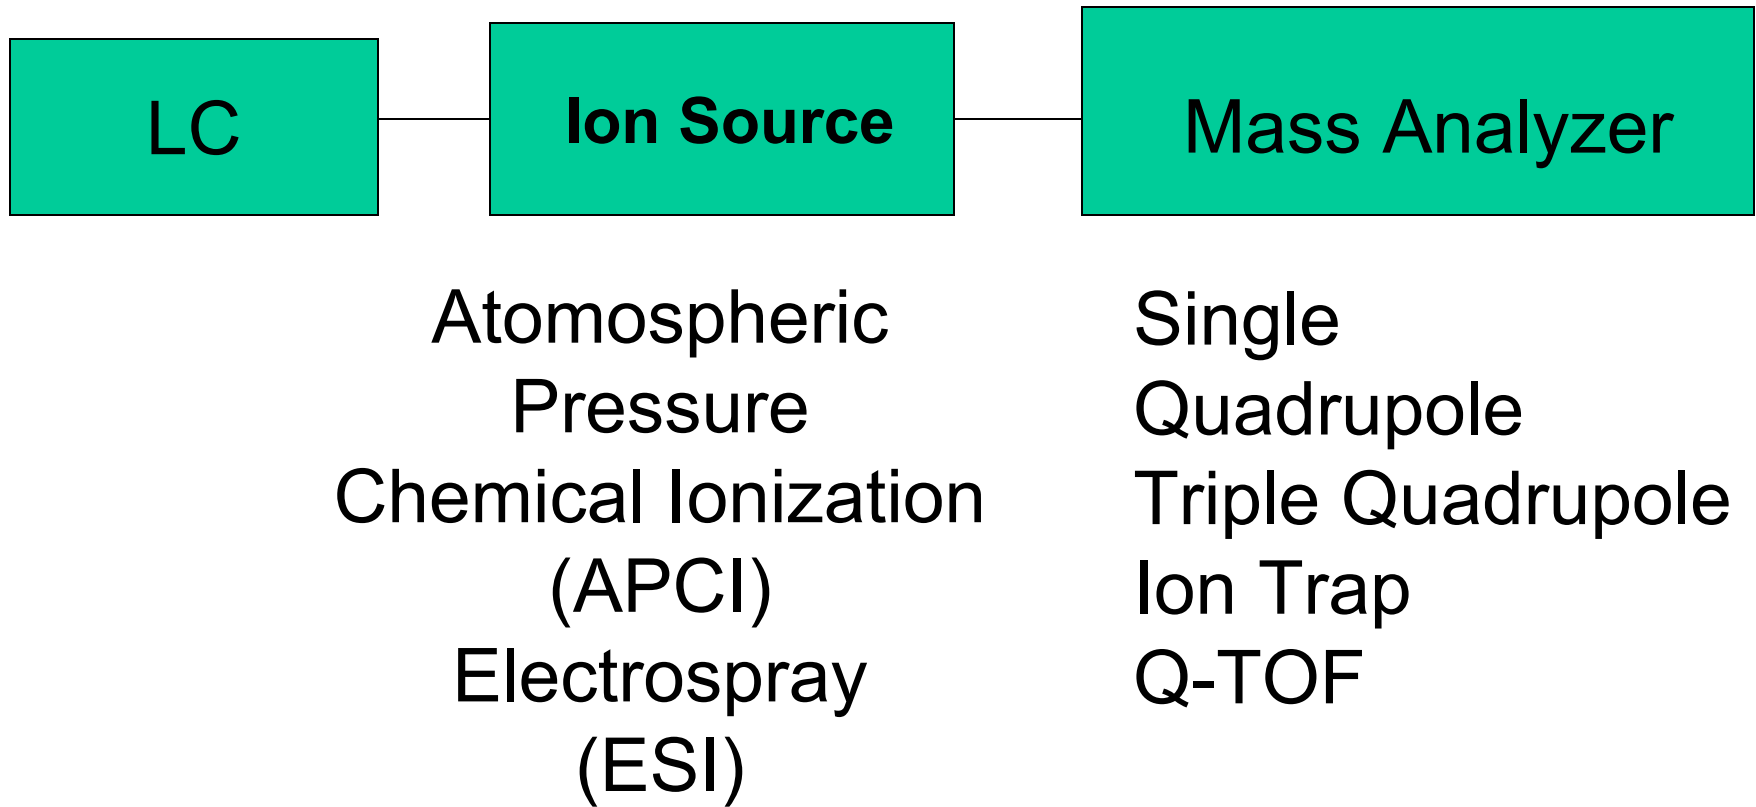 LC
Ion Source
Mass Analyzer
Atomospheric
Pressure
Chemical Ionization
(APCI)
Electrospray
(ESI)
Single
Quadrupole
Triple Quadrupole
Ion Trap
Q-TOF